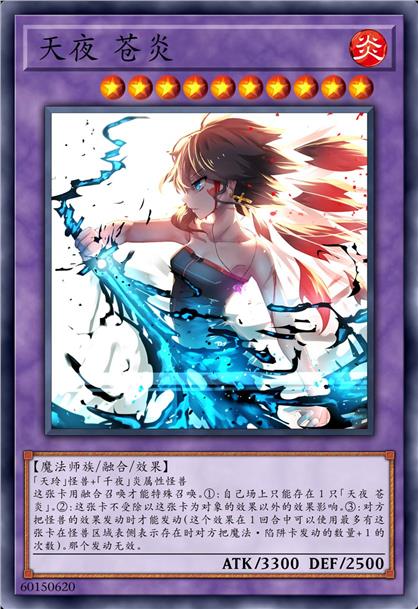 天夜 苍炎
炎
【魔法师族/融合/效果】
「天玲」怪兽+「千夜」炎属性怪兽
这张卡用融合召唤才能特殊召唤。①:自己场上只能存在1只「天夜 苍
炎」。②:这张卡不受除以这张卡为对象的效果以外的效果影响。③:对方
把怪兽的效果发动时才能发动(这个效果在1回合中可以使用最多有这
张卡在怪兽区域表侧表示存在时对方把魔法·陷阱卡发动的数量+1的
次数)。那个发动无效。
ATK/3300 DEF/2500
60150620